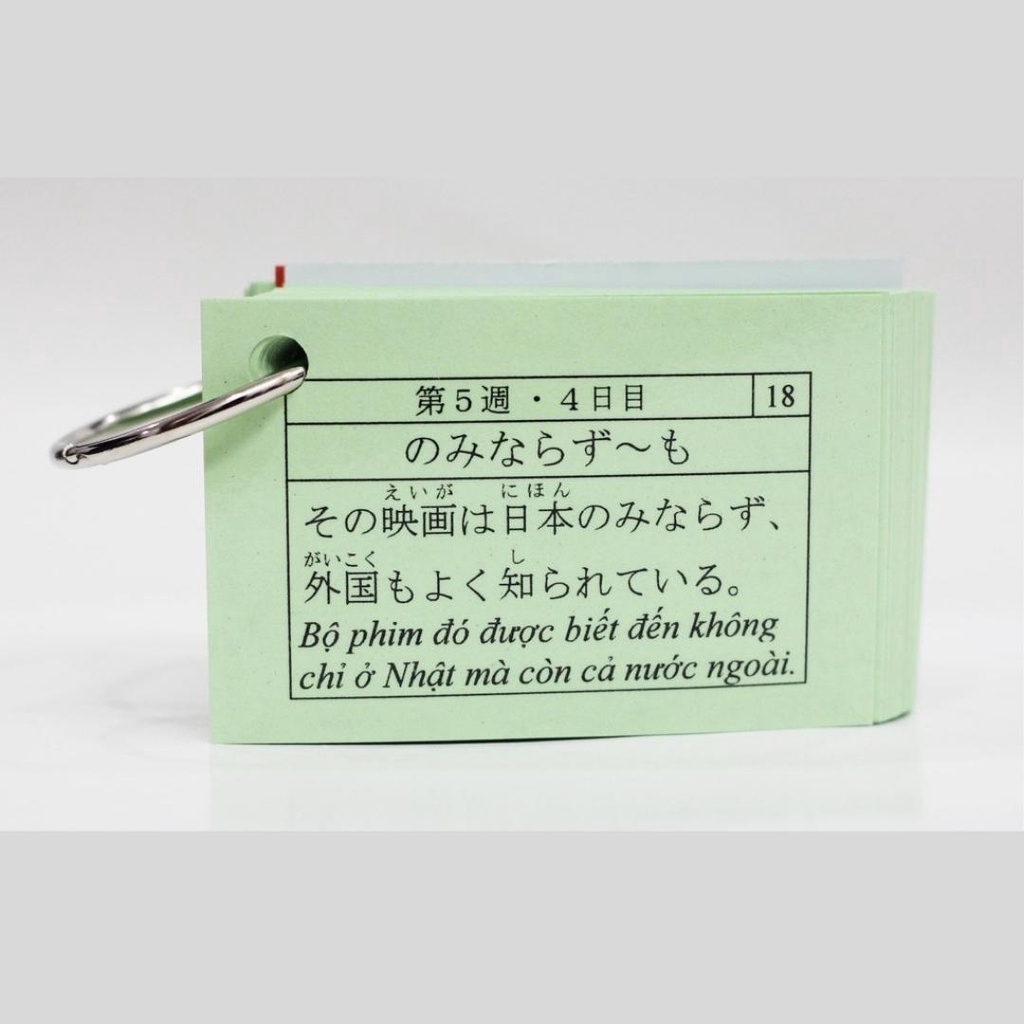 第５週・４日目 18
のみならず～も
えいが にほん
その映画は日本のみならず、
がいこく し
外国もよく知られている。
Bộ phim đó được biết đến không
chỉ ở Nhật mà còn cả nước ngoài.